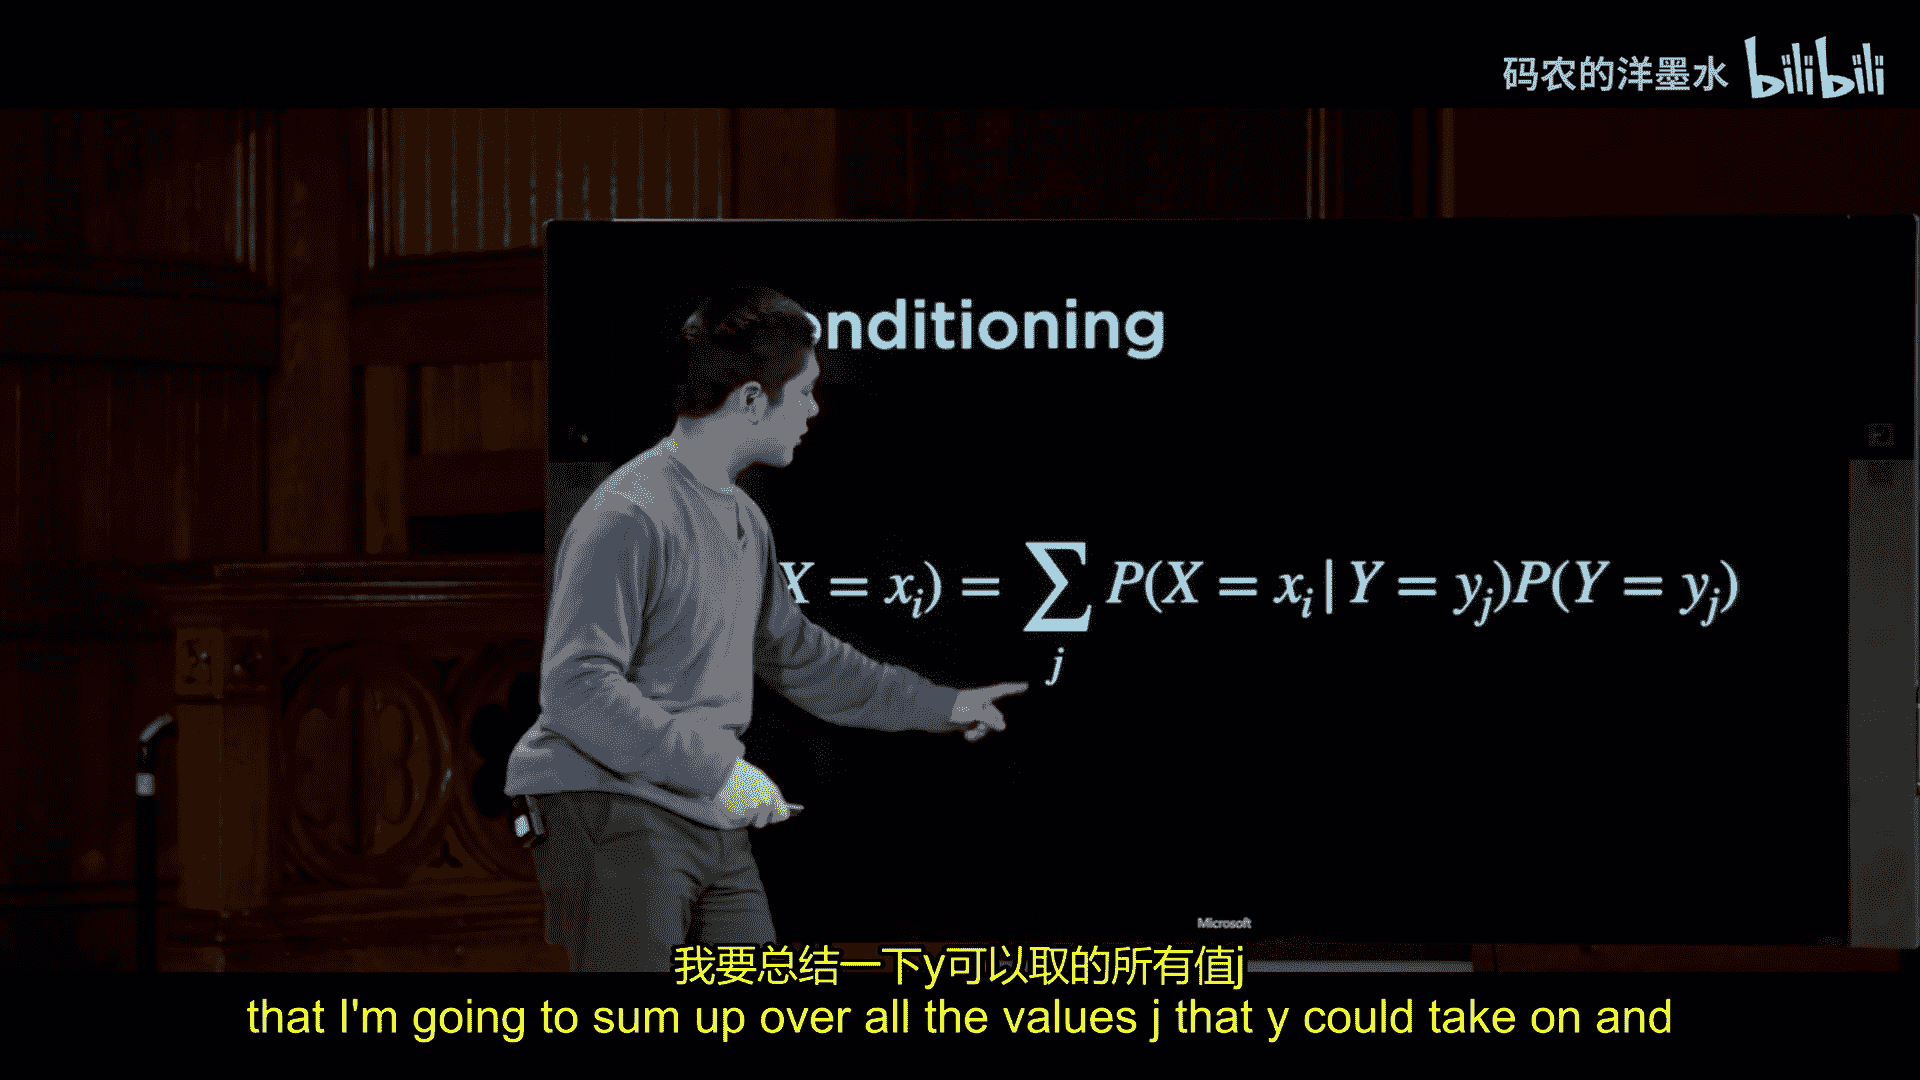 码农的洋墨水 bilibili
onditioning
X = xᵢ) = ∑ P(X = xᵢ | Y = yⱼ)P(Y = yⱼ)
j
Microsoft
我要总结一下y可以取的所有值j
that I'm going to sum up over all the values j that y could take on and